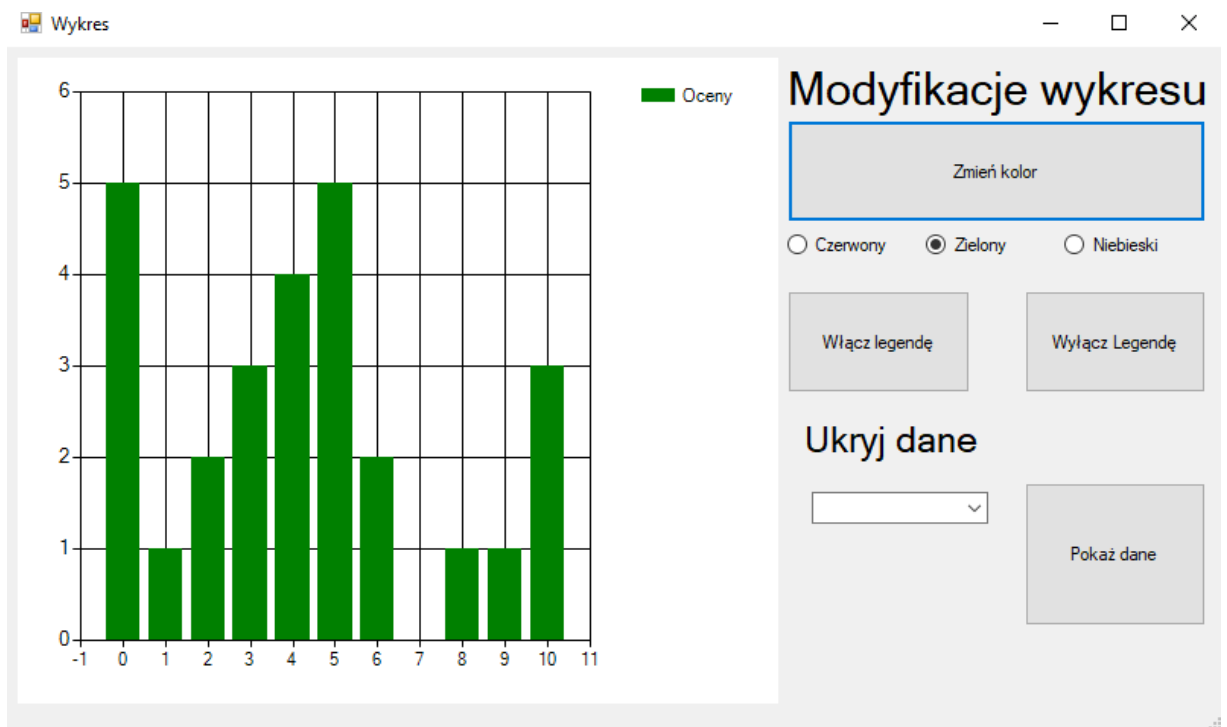 Wykres
6
5
4
3
2
1
0
-1 0 1 2 3 4 5 6 7 8 9 10 11
Oceny
Modyfikacje wykresu
Zmień kolor
Czerwony Zielony Niebieski
Włącz legendę Wyłącz Legendę
Ukryj dane
Pokaż dane